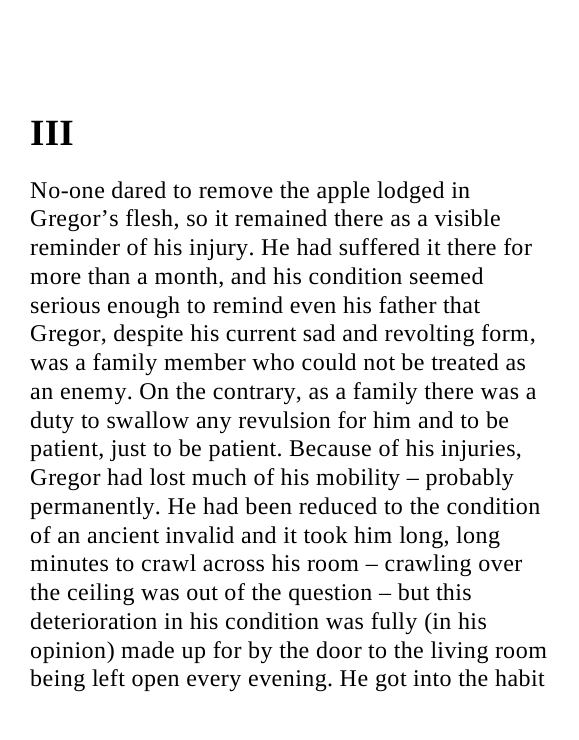 III
No-one dared to remove the apple lodged in
Gregor’s flesh, so it remained there as a visible
reminder of his injury. He had suffered it there for
more than a month, and his condition seemed
serious enough to remind even his father that
Gregor, despite his current sad and revolting form,
was a family member who could not be treated as
an enemy. On the contrary, as a family there was a
duty to swallow any revulsion for him and to be
patient, just to be patient. Because of his injuries,
Gregor had lost much of his mobility – probably
permanently. He had been reduced to the condition
of an ancient invalid and it took him long, long
minutes to crawl across his room – crawling over
the ceiling was out of the question – but this
deterioration in his condition was fully (in his
opinion) made up for by the door to the living room
being left open every evening. He got into the habit